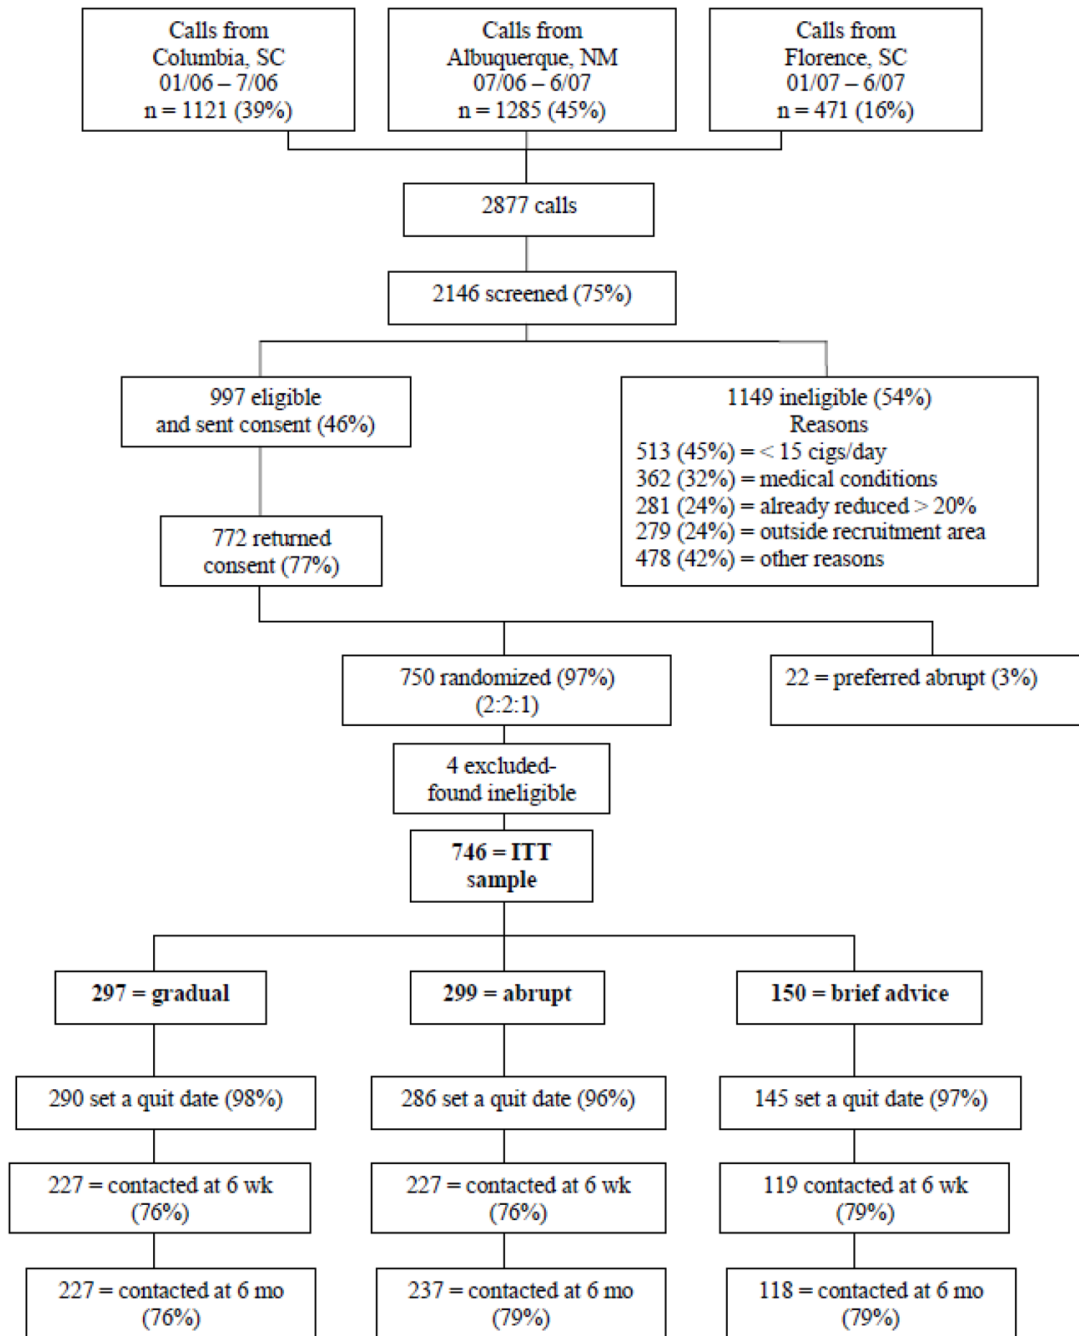 Calls from
Columbia, SC
01/06 – 7/06
n = 1121 (39%)
Calls from
Albuquerque, NM
07/06 – 6/07
n = 1285 (45%)
Calls from
Florence, SC
01/07 – 6/07
n = 471 (16%)
2877 calls
2146 screened (75%)
997 eligible
and sent consent (46%)
1149 ineligible (54%)
Reasons
513 (45%) = < 15 cigs/day
362 (32%) = medical conditions
281 (24%) = already reduced > 20%
279 (24%) = outside recruitment area
478 (42%) = other reasons
772 returned
consent (77%)
750 randomized (97%)
(2:2:1)
22 = preferred abrupt (3%)
4 excluded-
found ineligible
746 = ITT
sample
297 = gradual
299 = abrupt
150 = brief advice
290 set a quit date (98%)
286 set a quit date (96%)
145 set a quit date (97%)
227 = contacted at 6 wk
(76%)
227 = contacted at 6 wk
(76%)
119 contacted at 6 wk
(79%)
227 = contacted at 6 mo
(76%)
237 = contacted at 6 mo
(79%)
118 = contacted at 6 mo
(79%)